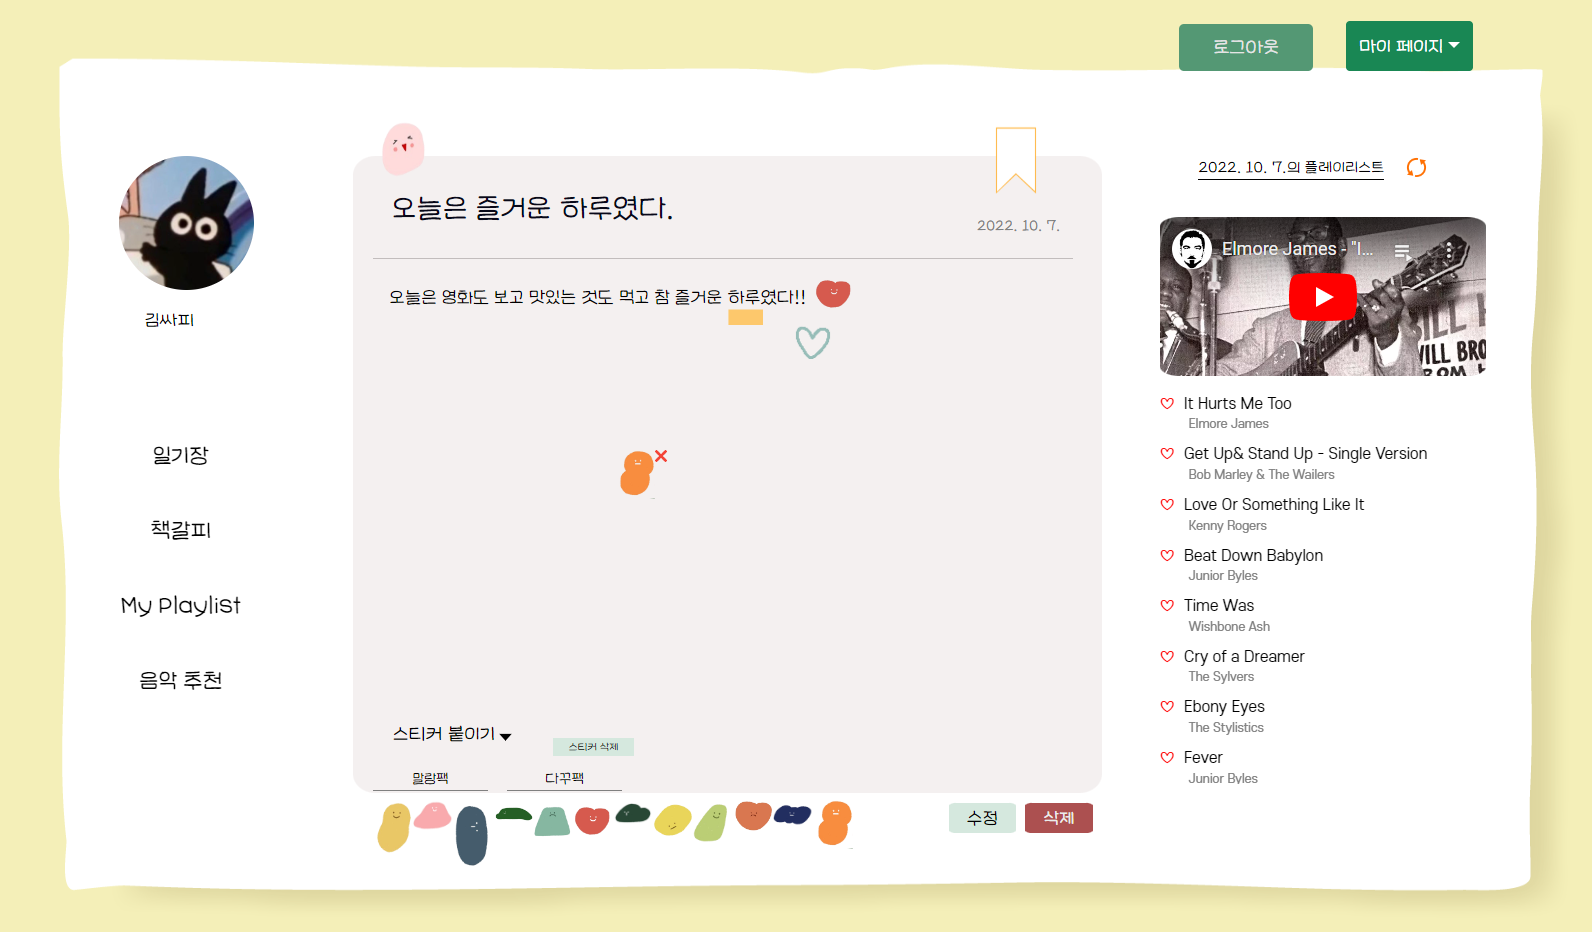 로그아웃
마이 페이지
김싸피
일기장
책갈피
My Playlist
음악 추천
오늘은 즐거운 하루였다.
2022. 10. 7.
오늘은 영화도 보고 맛있는 것도 먹고 참 즐거운 하루였다!!
스티커 붙이기
스티커 삭제
말랑팩
다꾸팩
수정
삭제
2022. 10. 7.의 플레이리스트
Elmore James - "I...
VILL BRO
It Hurts Me Too
Elmore James
Get Up& Stand Up - Single Version
Bob Marley & The Wailers
Love Or Something Like It
Kenny Rogers
Beat Down Babylon
Junior Byles
Time Was
Wishbone Ash
Cry of a Dreamer
The Sylvers
Ebony Eyes
The Stylistics
Fever
Junior Byles